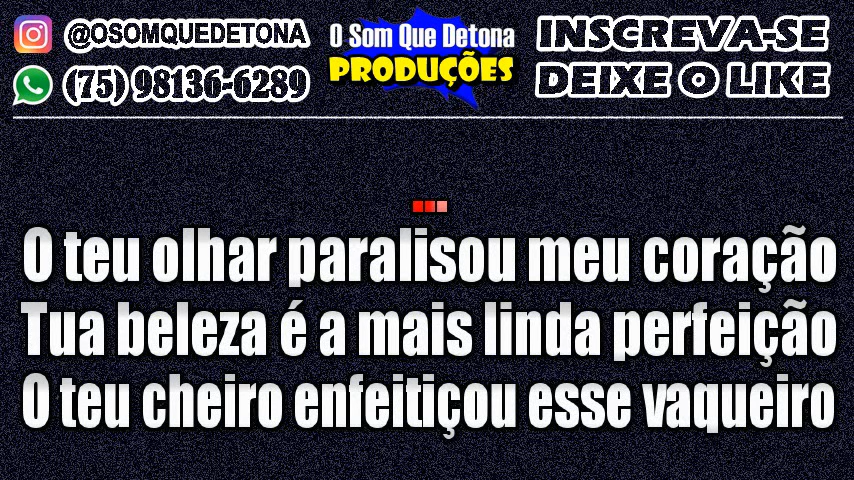 @OSOMQUEDETONA
(75) 98136-6289
O Som Que Detona
PRODUÇÕES
INSCREVA-SE
DEIXE O LIKE
O teu olhar paralisou meu coração
Tua beleza é a mais linda perfeição
O teu cheiro enfeitiçou esse vaqueiro